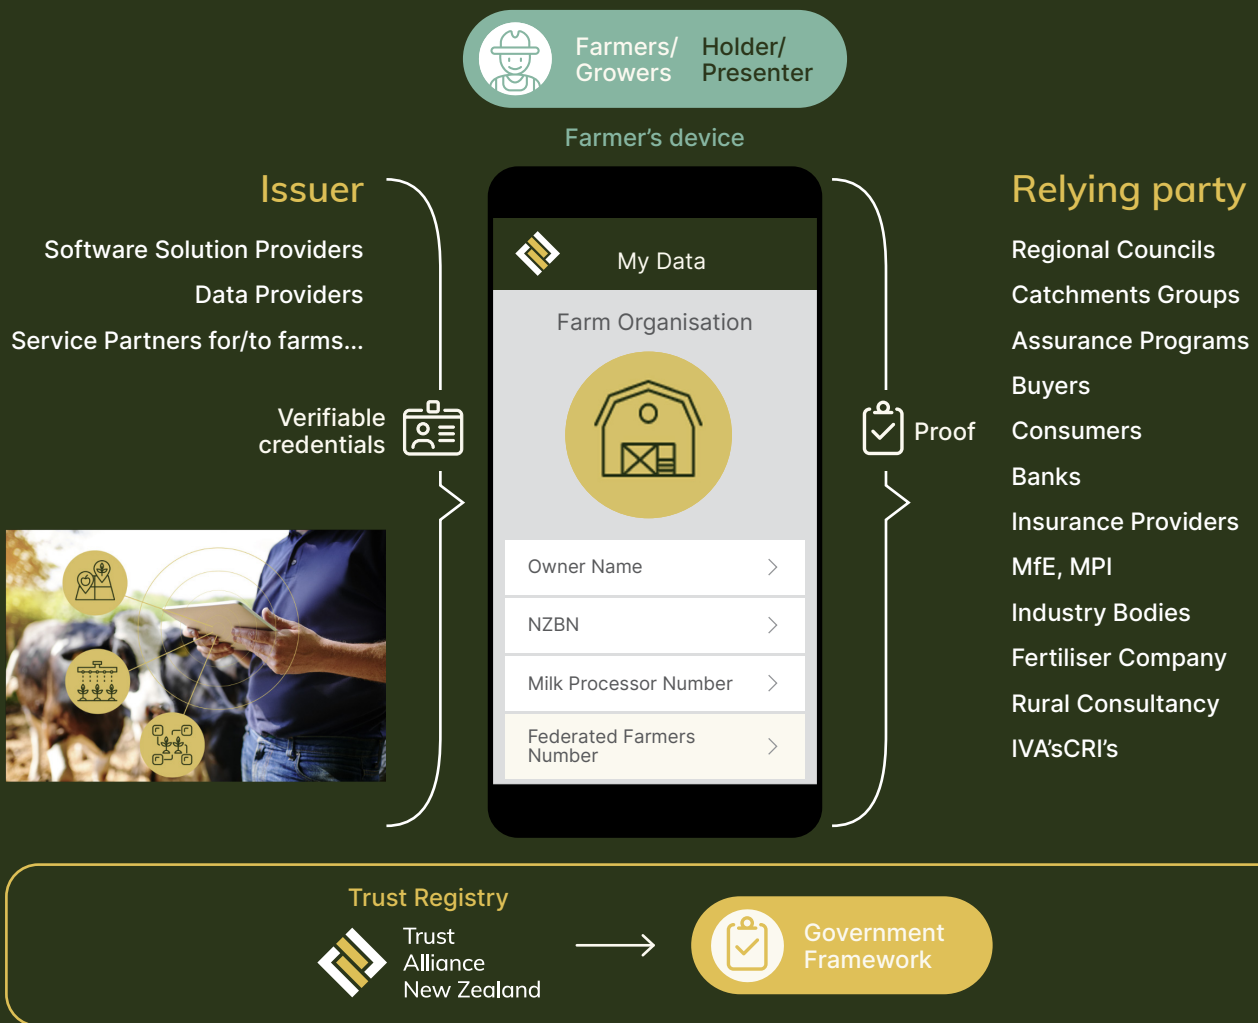 Farmers/
Growers
Holder/
Presenter
Farmer's device
Issuer
Software Solution Providers
Data Providers
Service Partners for/to farms...
Verifiable
credentials
My Data
Farm Organisation
Owner Name
NZBN
Milk Processor Number
Federated Farmers
Number
Proof
Relying party
Regional Councils
Catchments Groups
Assurance Programs
Buyers
Consumers
Banks
Insurance Providers
MfE, MPI
Industry Bodies
Fertiliser Company
Rural Consultancy
IVA'sCRI's
Trust Registry
Trust
Alliance
New Zealand
Government
Framework